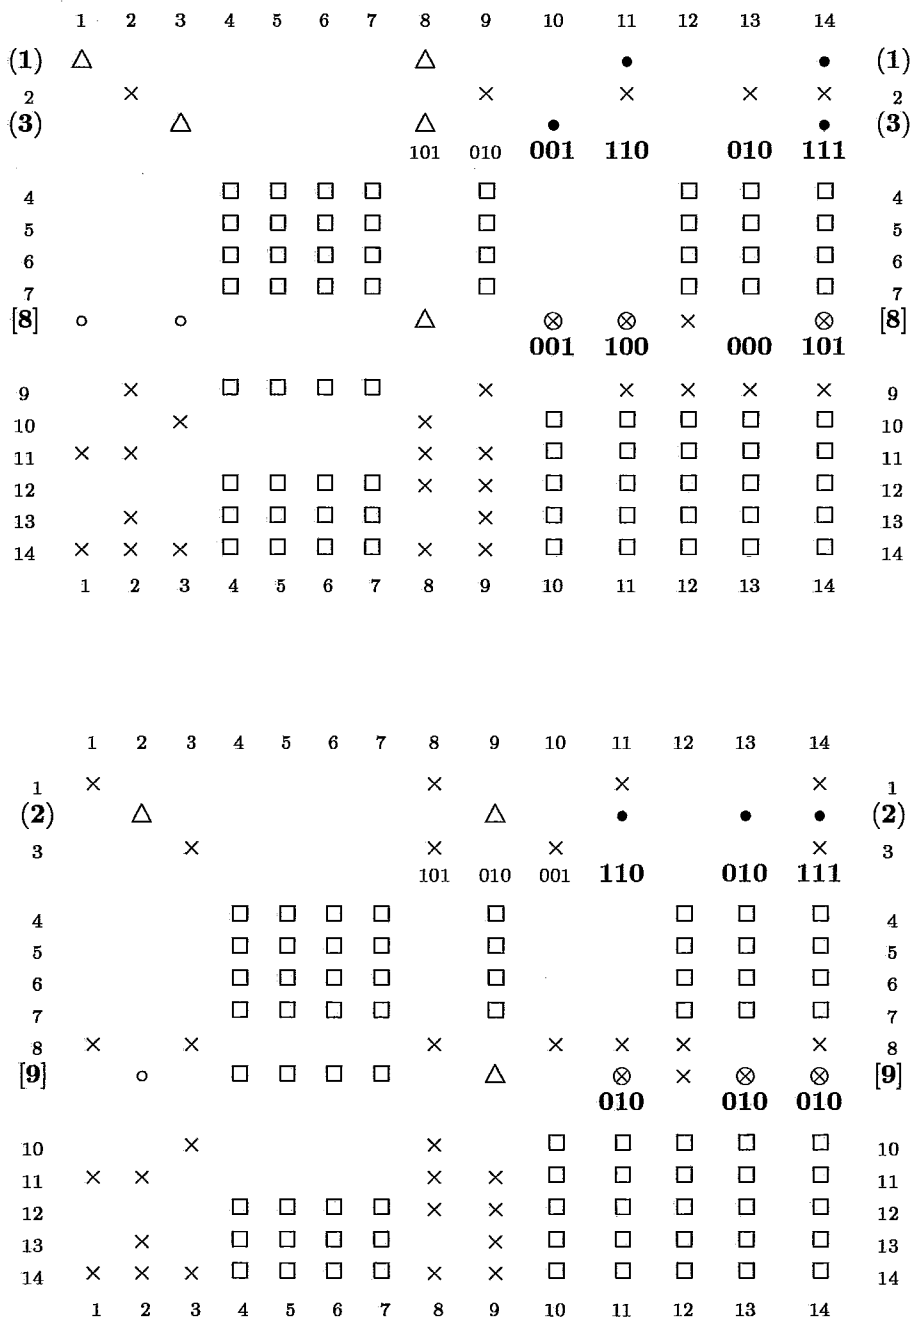 1 2 3 4 5 6 7 8 9 10 11 12 13 14
(1) △ △ • • (1)
2 × × × × × 2
(3) △ △ • • (3)
101 010 001 110 010 111
4 □ □ □ □ □ □ □ □ 4
5 □ □ □ □ □ □ □ □ 5
6 □ □ □ □ □ □ □ □ 6
7 □ □ □ □ □ □ □ □ 7
[8] ○ ○ △ ⊗ ⊗ × ⊗ [8]
001 100 000 101
9 × □ □ □ □ × × × × × 9
10 × × □ □ □ □ □ 10
11 × × × × □ □ □ □ □ 11
12 □ □ □ □ × × □ □ □ □ □ 12
13 × □ □ □ □ × □ □ □ □ □ 13
14 × × × □ □ □ □ × × □ □ □ □ □ 14
1 2 3 4 5 6 7 8 9 10 11 12 13 14
1 2 3 4 5 6 7 8 9 10 11 12 13 14
1 × × × × 1
(2) △ △ • • • (2)
3 × × × × 3
101 010 001 110 010 111
4 □ □ □ □ □ □ □ □ 4
5 □ □ □ □ □ □ □ □ 5
6 □ □ □ □ □ □ □ □ 6
7 □ □ □ □ □ □ □ □ 7
8 × × × × × × × 8
[9] ○ □ □ □ □ △ ⊗ × ⊗ ⊗ [9]
010 010 010
10 × × □ □ □ □ □ 10
11 × × × × □ □ □ □ □ 11
12 □ □ □ □ × × □ □ □ □ □ 12
13 × □ □ □ □ × □ □ □ □ □ 13
14 × × × □ □ □ □ × × □ □ □ □ □ 14
1 2 3 4 5 6 7 8 9 10 11 12 13 14